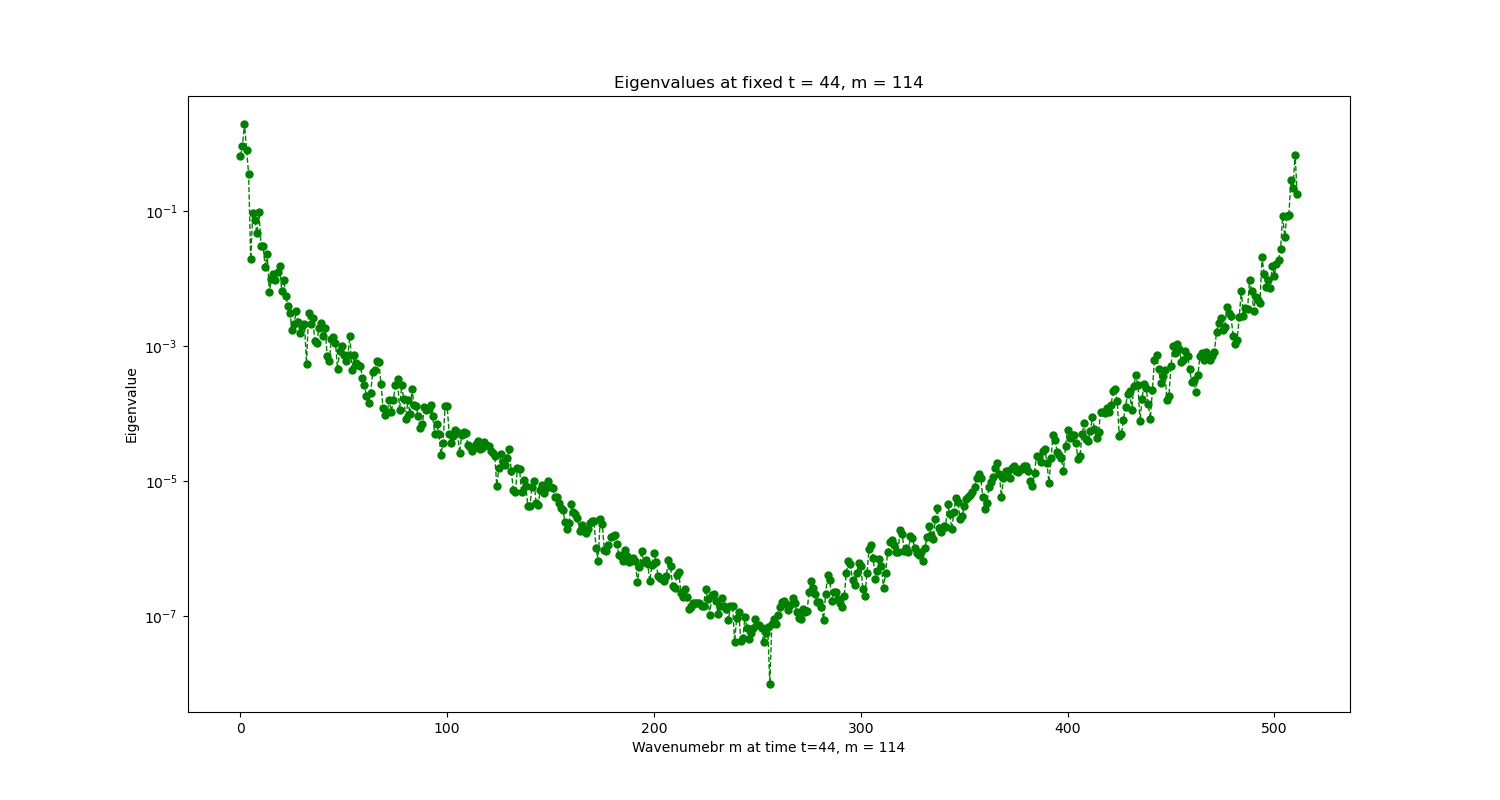 Eigenvalues at fixed t = 44, m = 114
Eigenvalue
10⁻¹
10⁻³
10⁻⁵
10⁻⁷
0 100 200 300 400 500
Wavenumebr m at time t=44, m = 114